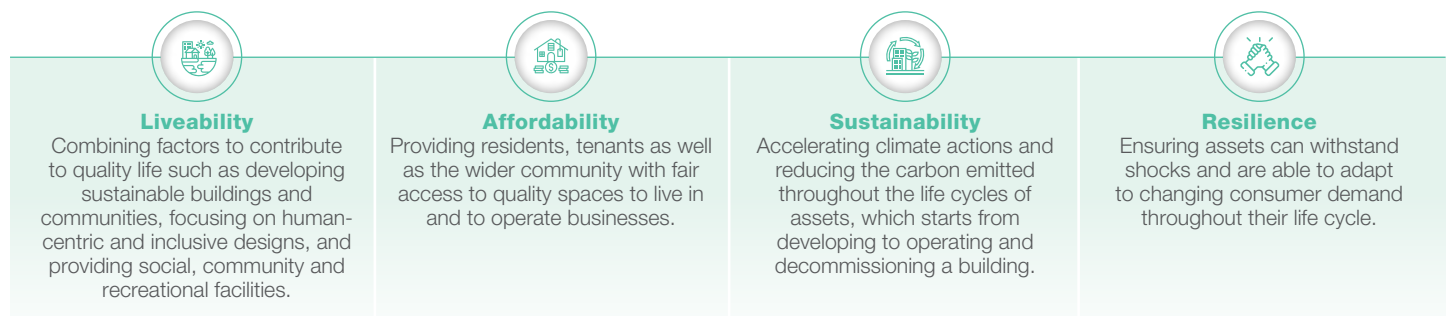 Liveability
Combining factors to contribute
to quality life such as developing
sustainable buildings and
communities, focusing on human-
centric and inclusive designs, and
providing social, community and
recreational facilities.
Affordability
Providing residents, tenants as well
as the wider community with fair
access to quality spaces to live in
and to operate businesses.
Sustainability
Accelerating climate actions and
reducing the carbon emitted
throughout the life cycles of
assets, which starts from
developing to operating and
decommissioning a building.
Resilience
Ensuring assets can withstand
shocks and are able to adapt
to changing consumer demand
throughout their life cycle.